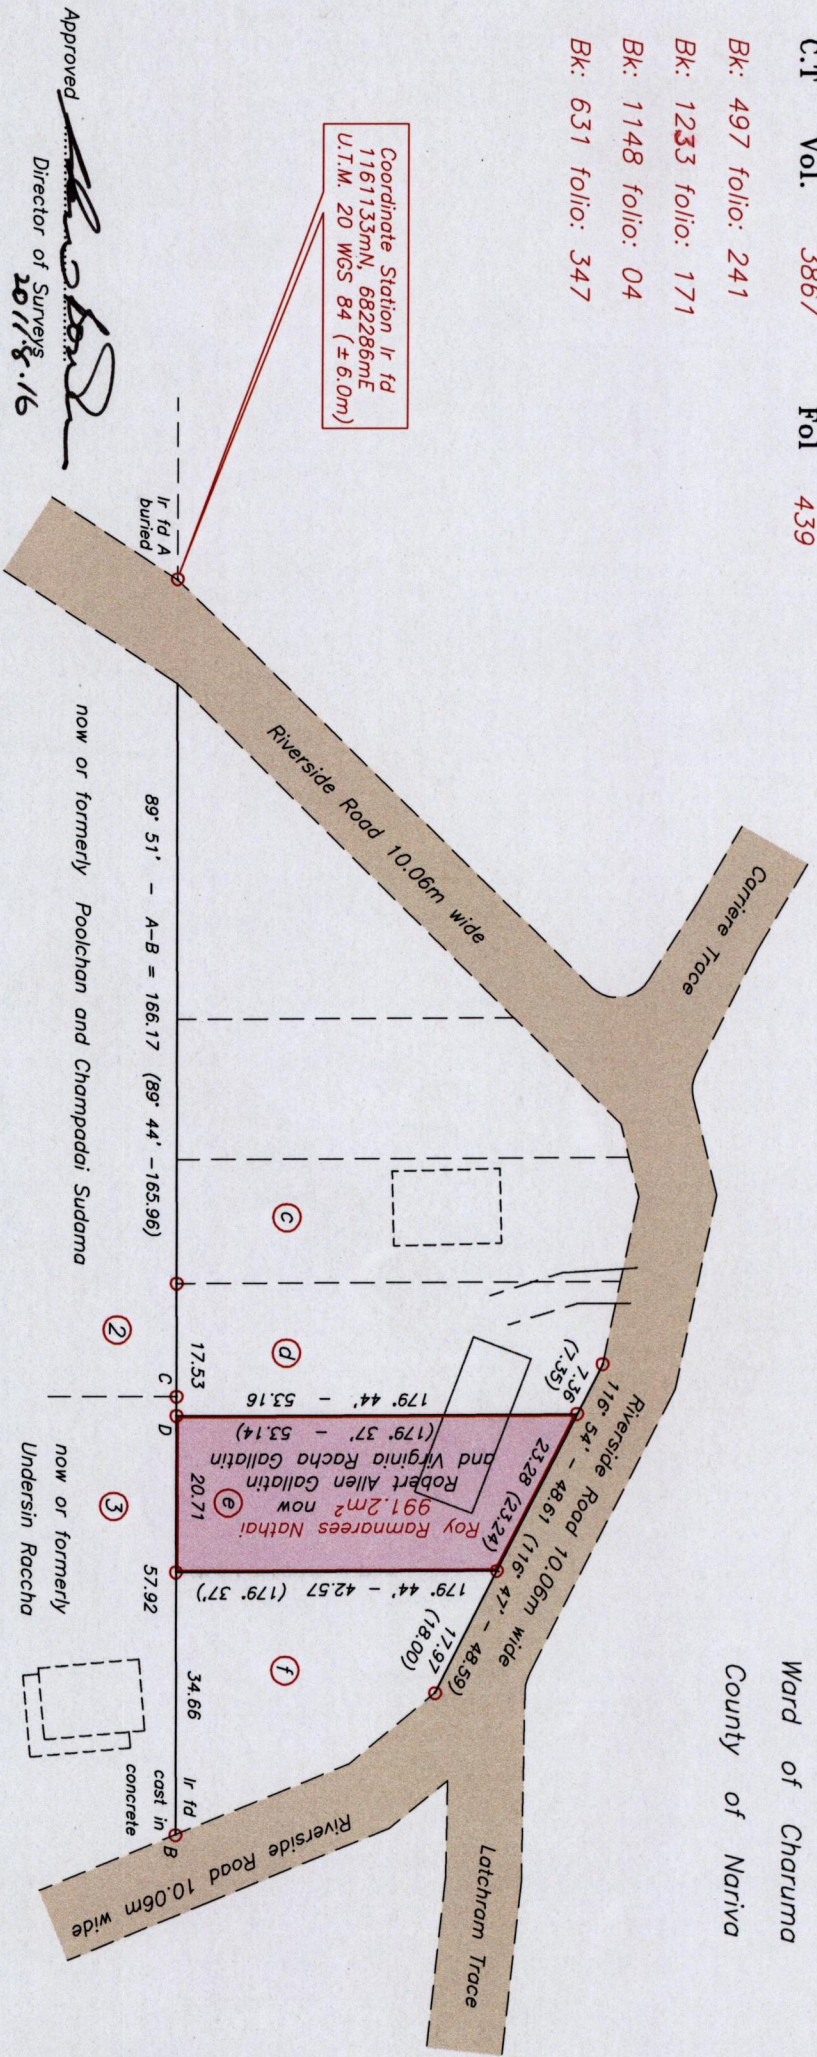 C.T Vol. 3867 Fol 439
Bk: 497 folio: 241
Bk: 1233 folio: 171
Bk: 1148 folio: 04
Bk: 631 folio: 347
Ward of Charuma
County of Nariva
Coordinate Station Ir fd
1161133mN, 682286mE
U.T.M. 20 WGS 84 (± 6.0m)
Carriere Trace
Riverside Road 10.06m wide
Riverside Road 10.06m wide
116° 54' - 48.61 (116° 47' - 48.59)
7.36
(7.35)
23.28 (23.24)
17.97
(18.00)
Latchram Trace
Riverside Road 10.06m wide
c
d
e
f
179° 44' - 53.16
(179° 37' - 53.14)
Roy Ramnarees Nathai
991.2m² now
Robert Allen Gallatin
and Virginia Racha Gallatin
179° 44' - 42.57 (179° 37')
20.71
Ir fd A
buried
89° 51' - A-B = 166.17 (89° 44' -165.96)
17.53
C
D
57.92
34.66
Ir fd
cast in B
concrete
now or formerly Poolchan and Champadai Sudama
2
3
now or formerly
Undersin Raccha
Approved
Director of Surveys
2011.8.16